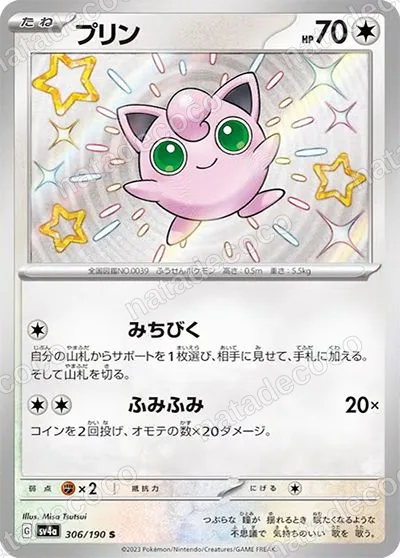 たね
プリン
HP 70
全国図鑑NO.0039 ふうせんポケモン 高さ:0.5m 重さ:5.5kg
みちびく
自分の山札からサポートを1枚選び、相手に見せて、手札に加える。
そして山札を切る。
ふみふみ 20×
コインを2回投げ、オモテの数×20ダメージ。
弱点 ×2 抵抗力 にげる
Illus. Misa Tsutsui
G sv4a 306/190 S
つぶらな 瞳が 揺れるとき 眠たくなるような
不思議で 気持ちのいい 歌を 歌う。
©2023 Pokémon/Nintendo/Creatures/GAME FREAK.
natadecoco